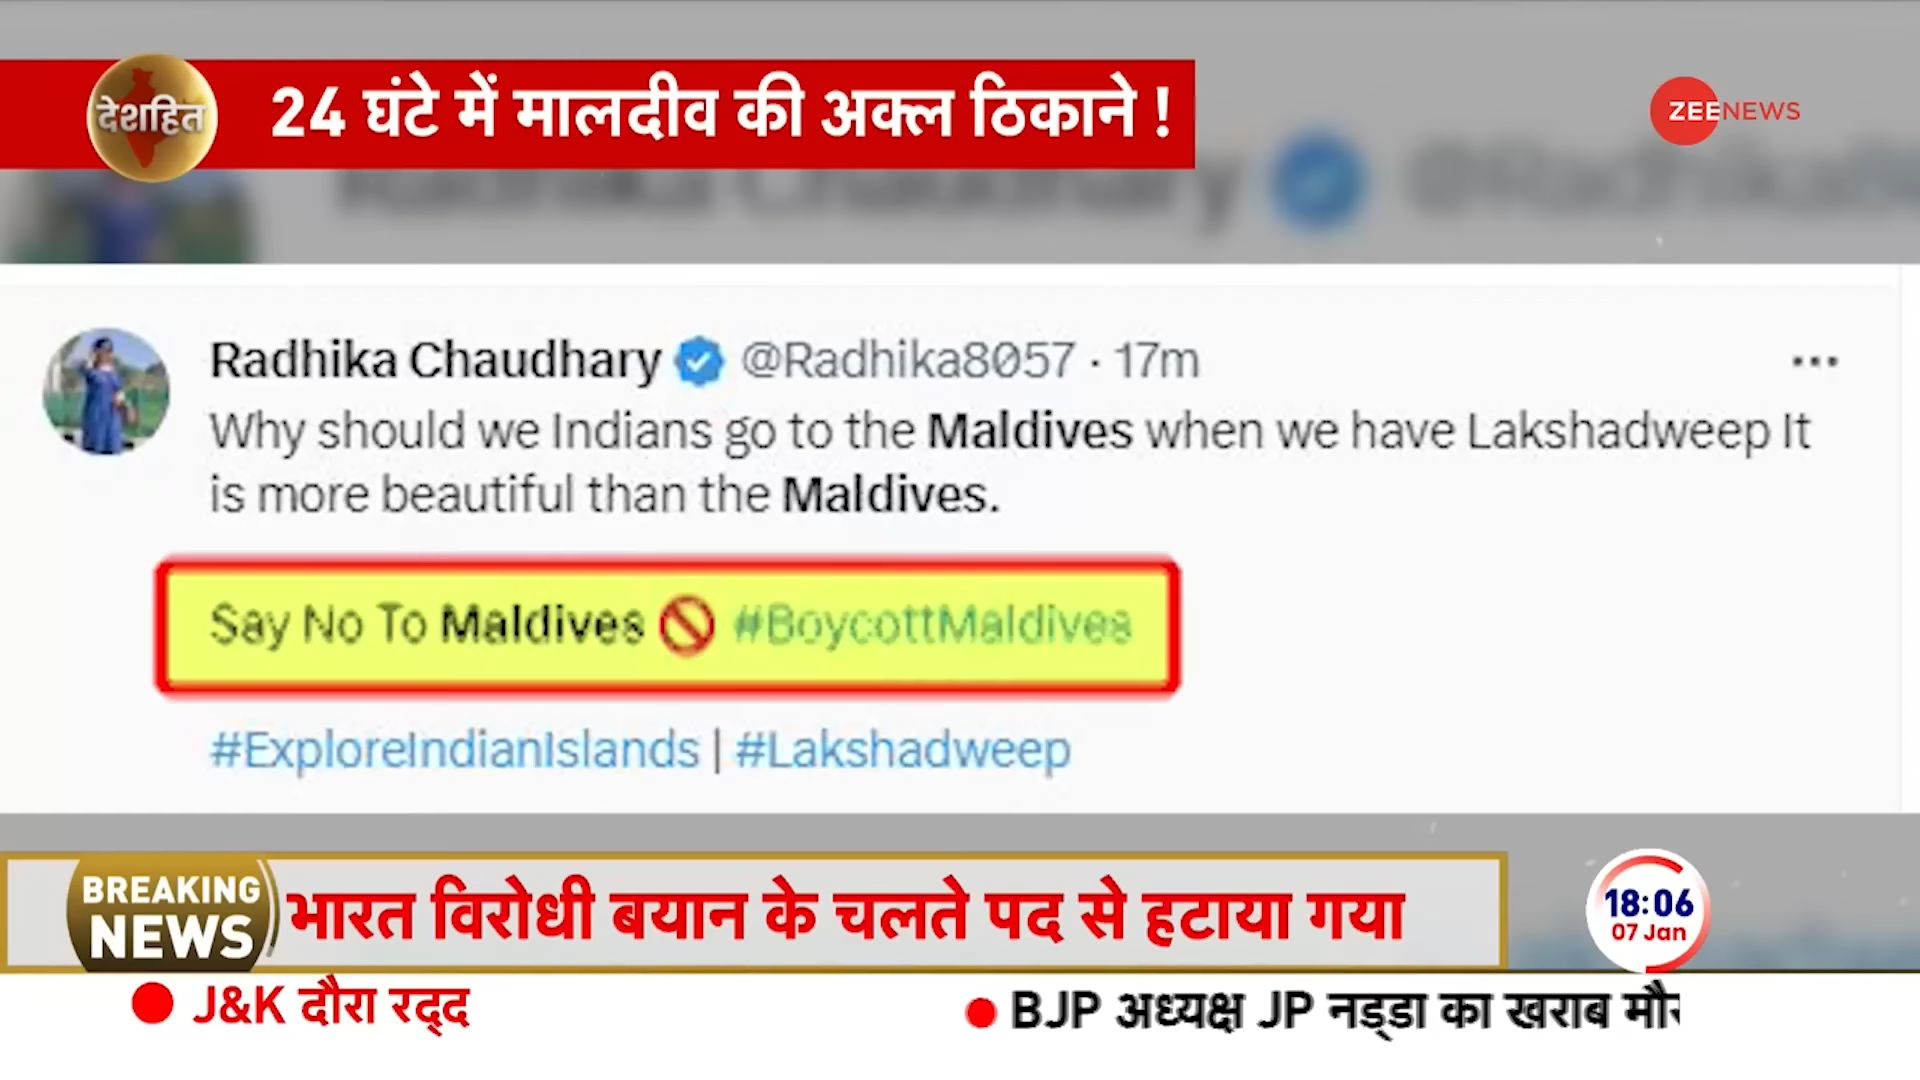 देशहित
24 घंटे में मालदीव की अक्ल ठिकाने !
ZEENEWS
Radhika Chaudhary
Radhika Chaudhary @Radhika8057 · 17m
Why should we Indians go to the Maldives when we have Lakshadweep It
is more beautiful than the Maldives.
Say No To Maldives 🚫 #BoycottMaldives
#ExploreIndianIslands | #Lakshadweep
BREAKING
NEWS
भारत विरोधी बयान के चलते पद से हटाया गया
18:06
07 Jan
J&K दौरा रद्द
BJP अध्यक्ष JP नड्डा का खराब